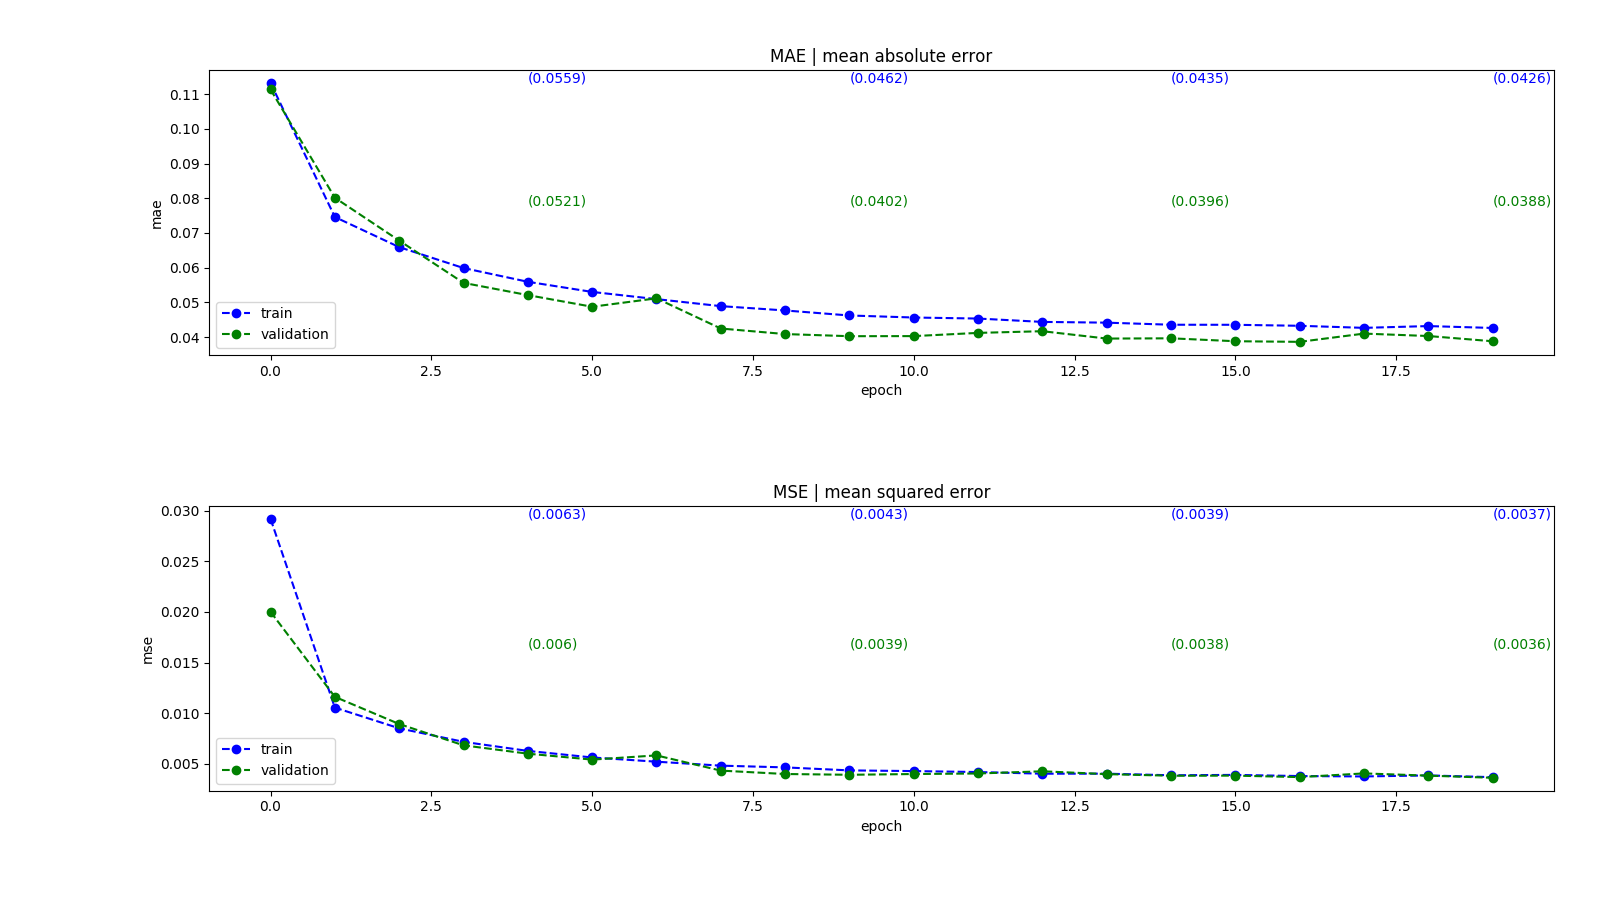 MAE | mean absolute error
(0.0559) (0.0462) (0.0435) (0.0426)
0.11
0.10
0.09
0.08
(0.0521) (0.0402) (0.0396) (0.0388)
mae
0.07
0.06
0.05
0.04
train
validation
0.0 2.5 5.0 7.5 10.0 12.5 15.0 17.5
epoch
MSE | mean squared error
0.030
(0.0063) (0.0043) (0.0039) (0.0037)
0.025
0.020
(0.006) (0.0039) (0.0038) (0.0036)
mse
0.015
0.010
0.005
train
validation
0.0 2.5 5.0 7.5 10.0 12.5 15.0 17.5
epoch